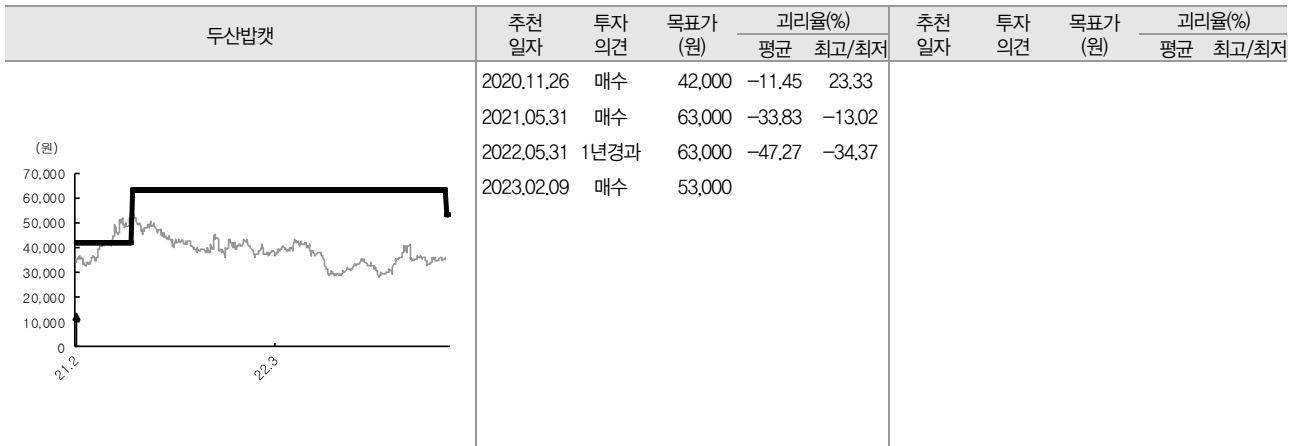 두산밥캣 추천일자 투자의견 목표가(원) 괴리율(%) 평균 최고/최저 추천일자 투자의견 목표가(원) 괴리율(%) 평균 최고/최저
2020.11.26 매수 42,000 −11.45 23.33
2021.05.31 매수 63,000 −33.83 −13.02
2022.05.31 1년경과 63,000 −47.27 −34.37
2023.02.09 매수 53,000
(원)
70,000
60,000
50,000
40,000
30,000
20,000
10,000
0
21.2 22.3